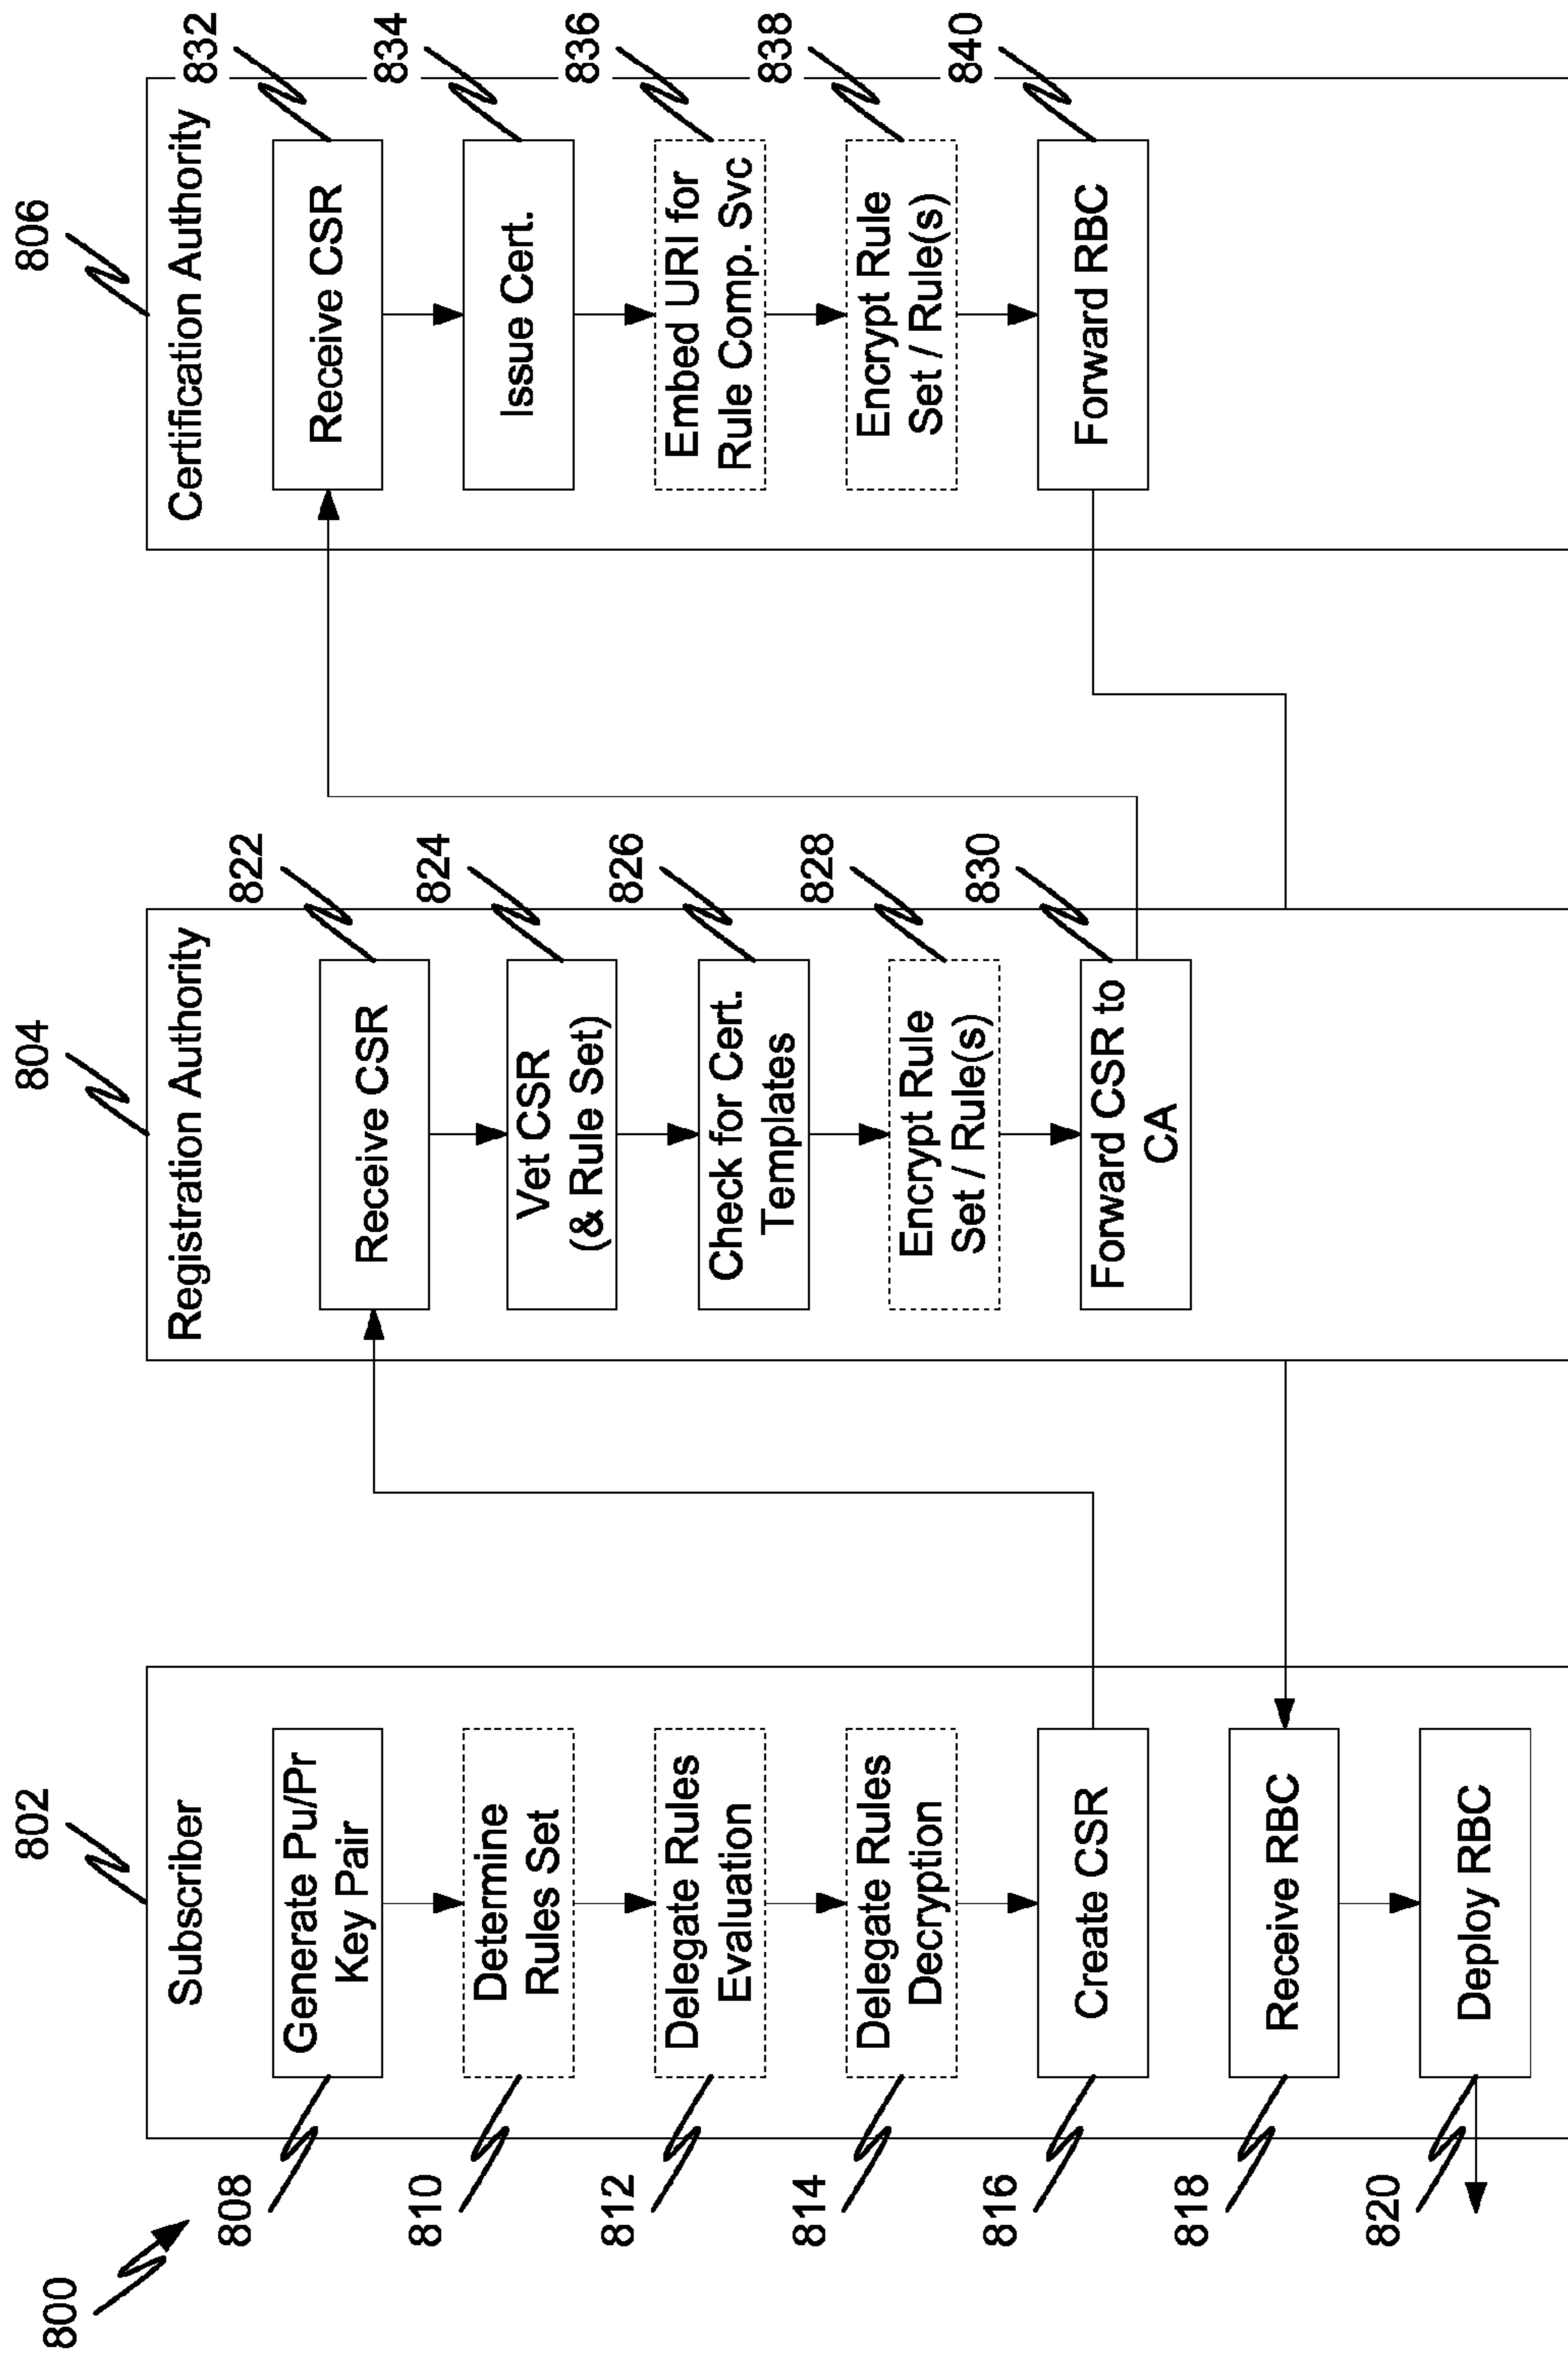 800
802
Subscriber
808
Generate Pu/Pr
Key Pair
810
Determine
Rules Set
812
Delegate Rules
Evaluation
814
Delegate Rules
Decryption
816
Create CSR
818
Receive RBC
820
Deploy RBC
804
Registration Authority
822
Receive CSR
824
Vet CSR
(& Rule Set)
826
Check for Cert.
Templates
828
Encrypt Rule
Set / Rule(s)
830
Forward CSR to
CA
806
Certification Authority
832
Receive CSR
834
Issue Cert.
836
Embed URI for
Rule Comp. Svc
838
Encrypt Rule
Set / Rule(s)
840
Forward RBC